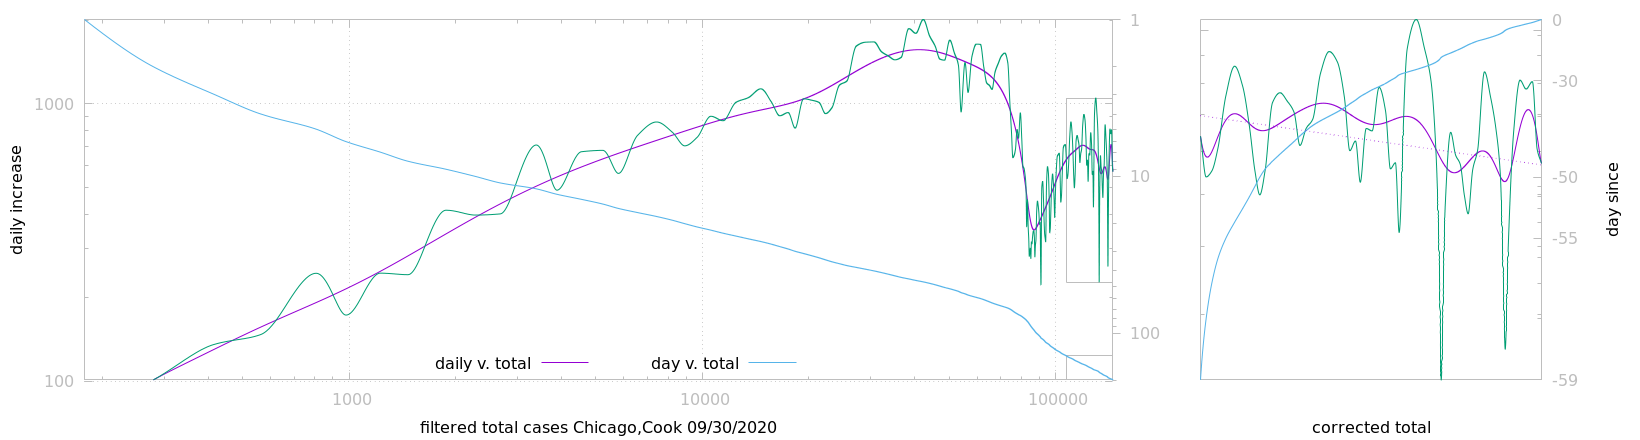 1
0
1000
-30
daily increase
10
-50
day since
-55
100
daily v. total
day v. total
100
-59
1000
10000
100000
filtered total cases Chicago,Cook 09/30/2020
corrected total